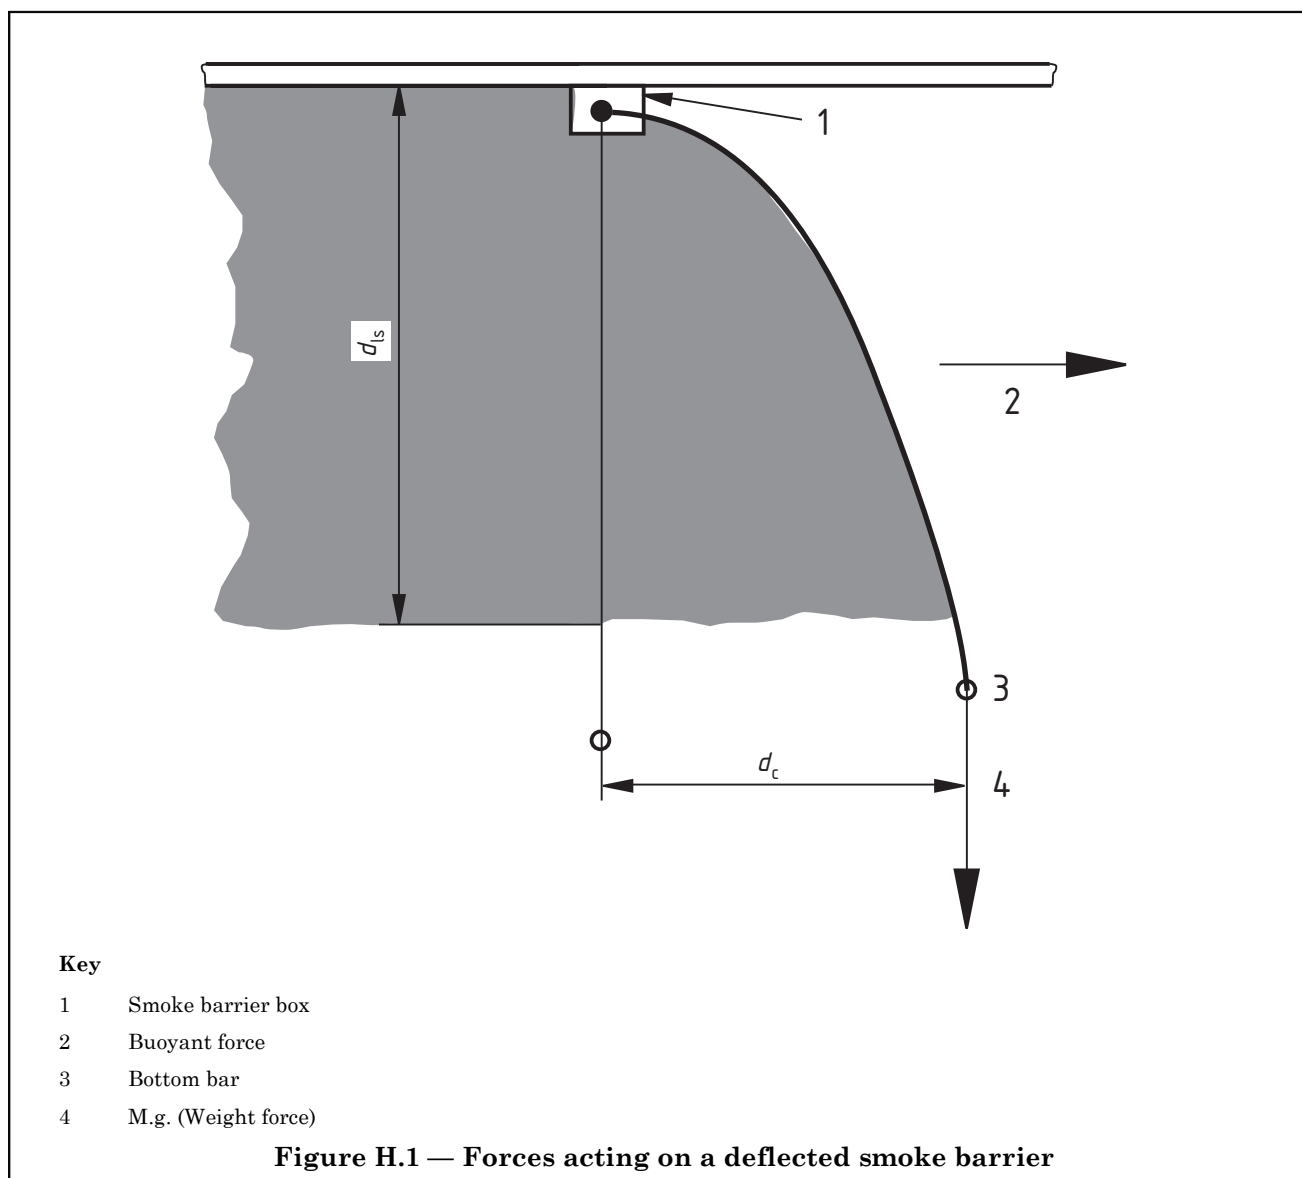 1
d_ls
2
3
d_c
4
Key
1 Smoke barrier box
2 Buoyant force
3 Bottom bar
4 M.g. (Weight force)
Figure H.1 — Forces acting on a deflected smoke barrier